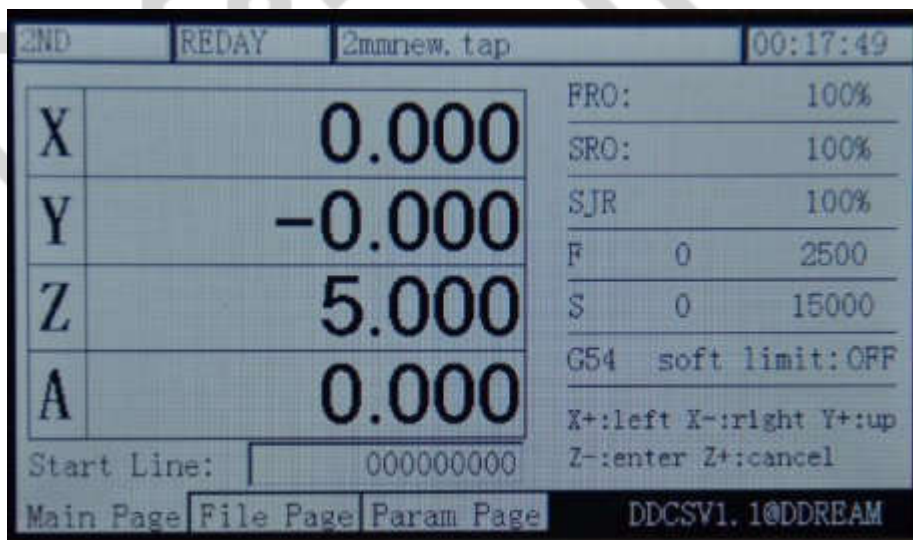 2ND REDAY 2mmnew.tap 00:17:49
X 0.000
Y -0.000
Z 5.000
A 0.000
FRO: 100%
SRO: 100%
SJR 100%
F 0 2500
S 0 15000
G54 soft limit:OFF
X+:left X-:right Y+:up
Z-:enter Z+:cancel
Start Line: 000000000
Main Page File Page Param Page DDCSV1.1@DDREAM